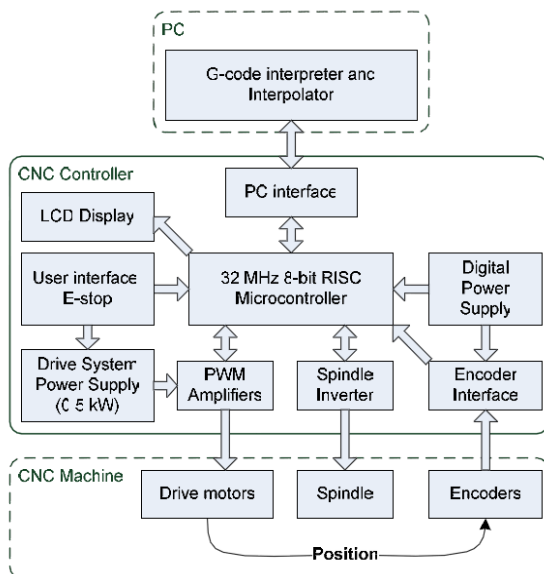 PC
G-code interpreter anc
Interpolator
CNC Controller
PC interface
LCD Display
User interface
E-stop
32 MHz 8-bit RISC
Microcontroller
Digital
Power
Supply
Drive System
Power Supply
(0 5 kW)
PWM
Amplifiers
Spindle
Inverter
Encoder
Interface
CNC Machine
Drive motors
Spindle
Encoders
Position